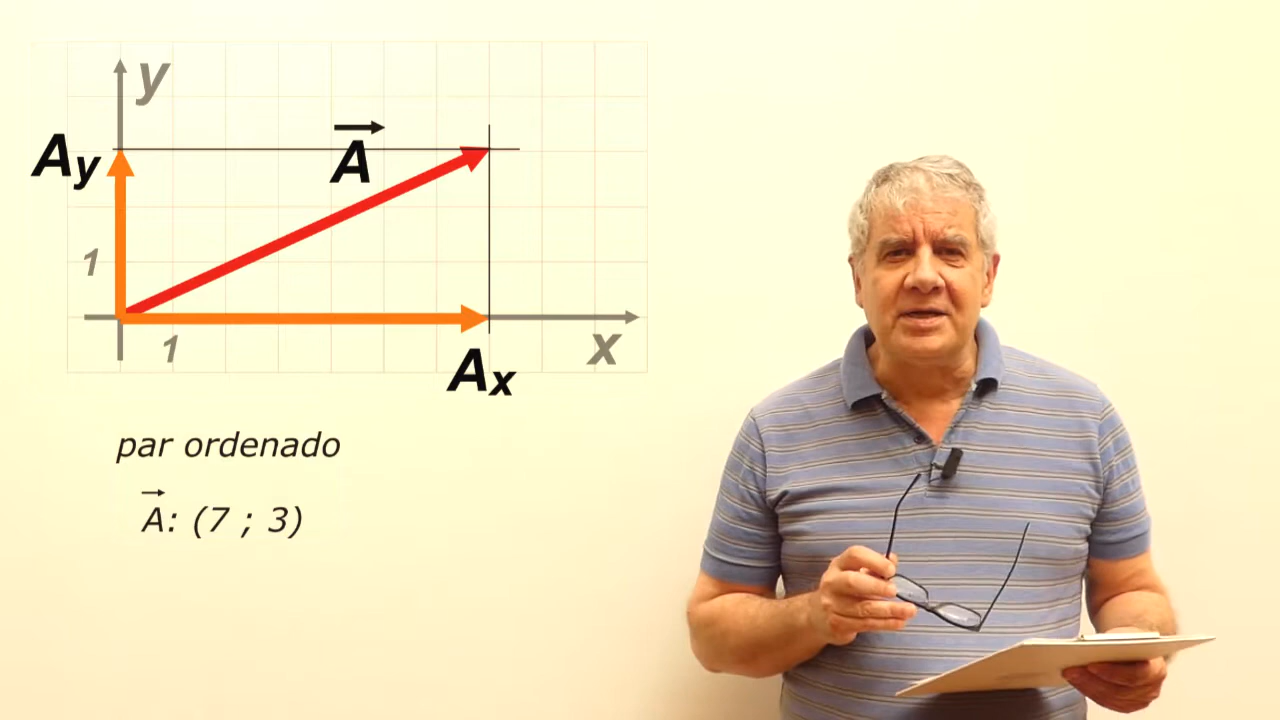 y
A⃗
Ay
1
1
x
Ax
par ordenado
A⃗: (7 ; 3)